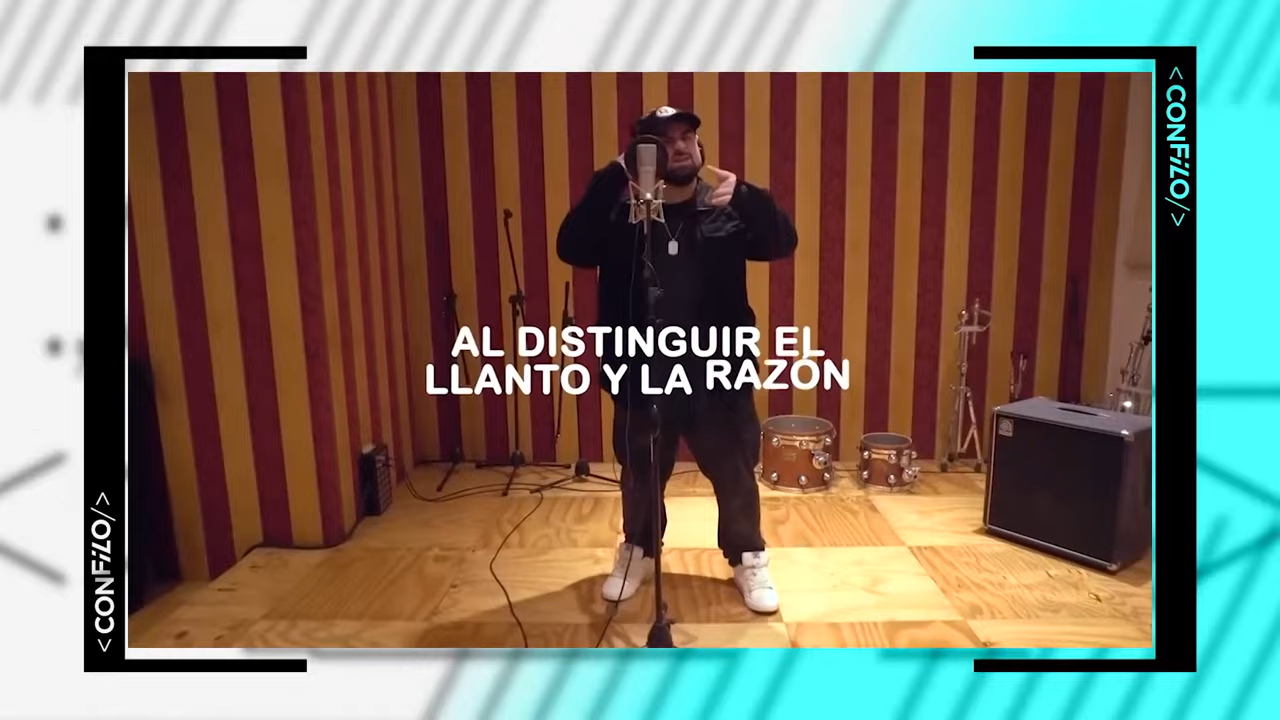 <CONFILO/>
AL DISTINGUIR EL
LLANTO Y LA RAZÓN
<CONFILO/>